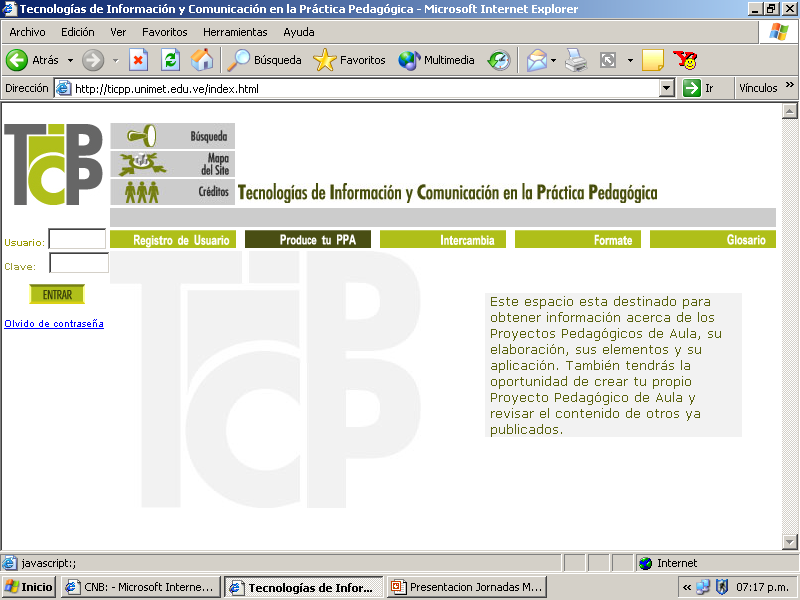 Tecnologías de Información y Comunicación en la Práctica Pedagógica - Microsoft Internet Explorer
Archivo Edición Ver Favoritos Herramientas Ayuda
Atrás Búsqueda Favoritos Multimedia
Dirección http://ticpp.unimet.edu.ve/index.html Ir Vínculos »
TICPP
Búsqueda
Mapa
del Site
Créditos
Tecnologías de Información y Comunicación en la Práctica Pedagógica
Registro de Usuario Produce tu PPA Intercambia Formate Glosario
Usuario:
Clave:
ENTRAR
Olvido de contraseña
TICPP
Este espacio esta destinado para
obtener información acerca de los
Proyectos Pedagógicos de Aula, su
elaboración, sus elementos y su
aplicación. También tendrás la
oportunidad de crear tu propio
Proyecto Pedagógico de Aula y
revisar el contenido de otros ya
publicados.
javascript:; Internet
Inicio CNB: - Microsoft Interne... Tecnologías de Infor... Presentacion Jornadas M... « 07:17 p.m.